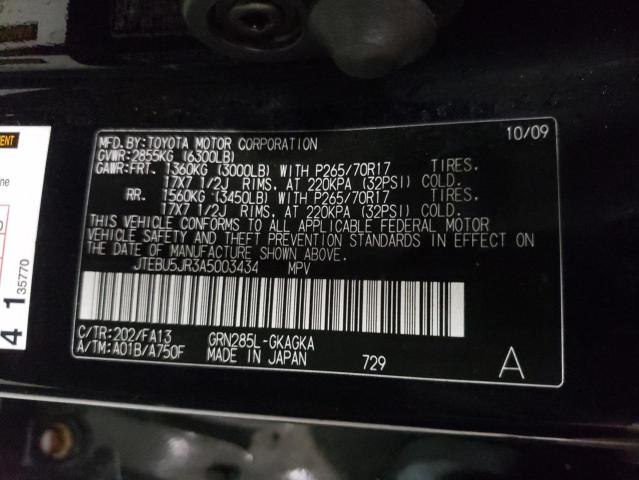 MFD.BY:TOYOTA MOTOR CORPORATION 10/09
GVWR:2855KG (6300LB)
GAWR:FRT. 1360KG (3000LB) WITH P265/70R17 TIRES.
17X7 1/2J RIMS, AT 220KPA (32PSI) COLD.
RR. 1560KG (3450LB) WITH P265/70R17 TIRES.
17X7 1/2J RIMS, AT 220KPA (32PSI) COLD.
THIS VEHICLE CONFORMS TO ALL APPLICABLE FEDERAL MOTOR
VEHICLE SAFETY AND THEFT PREVENTION STANDARDS IN EFFECT ON
THE DATE OF MANUFACTURE SHOWN ABOVE.
JTEBU5JR3A5003434 MPV
C/TR:202/FA13 GRN285L-GKAGKA
A/TM:A01B/A750F MADE IN JAPAN 729 A
41
35770